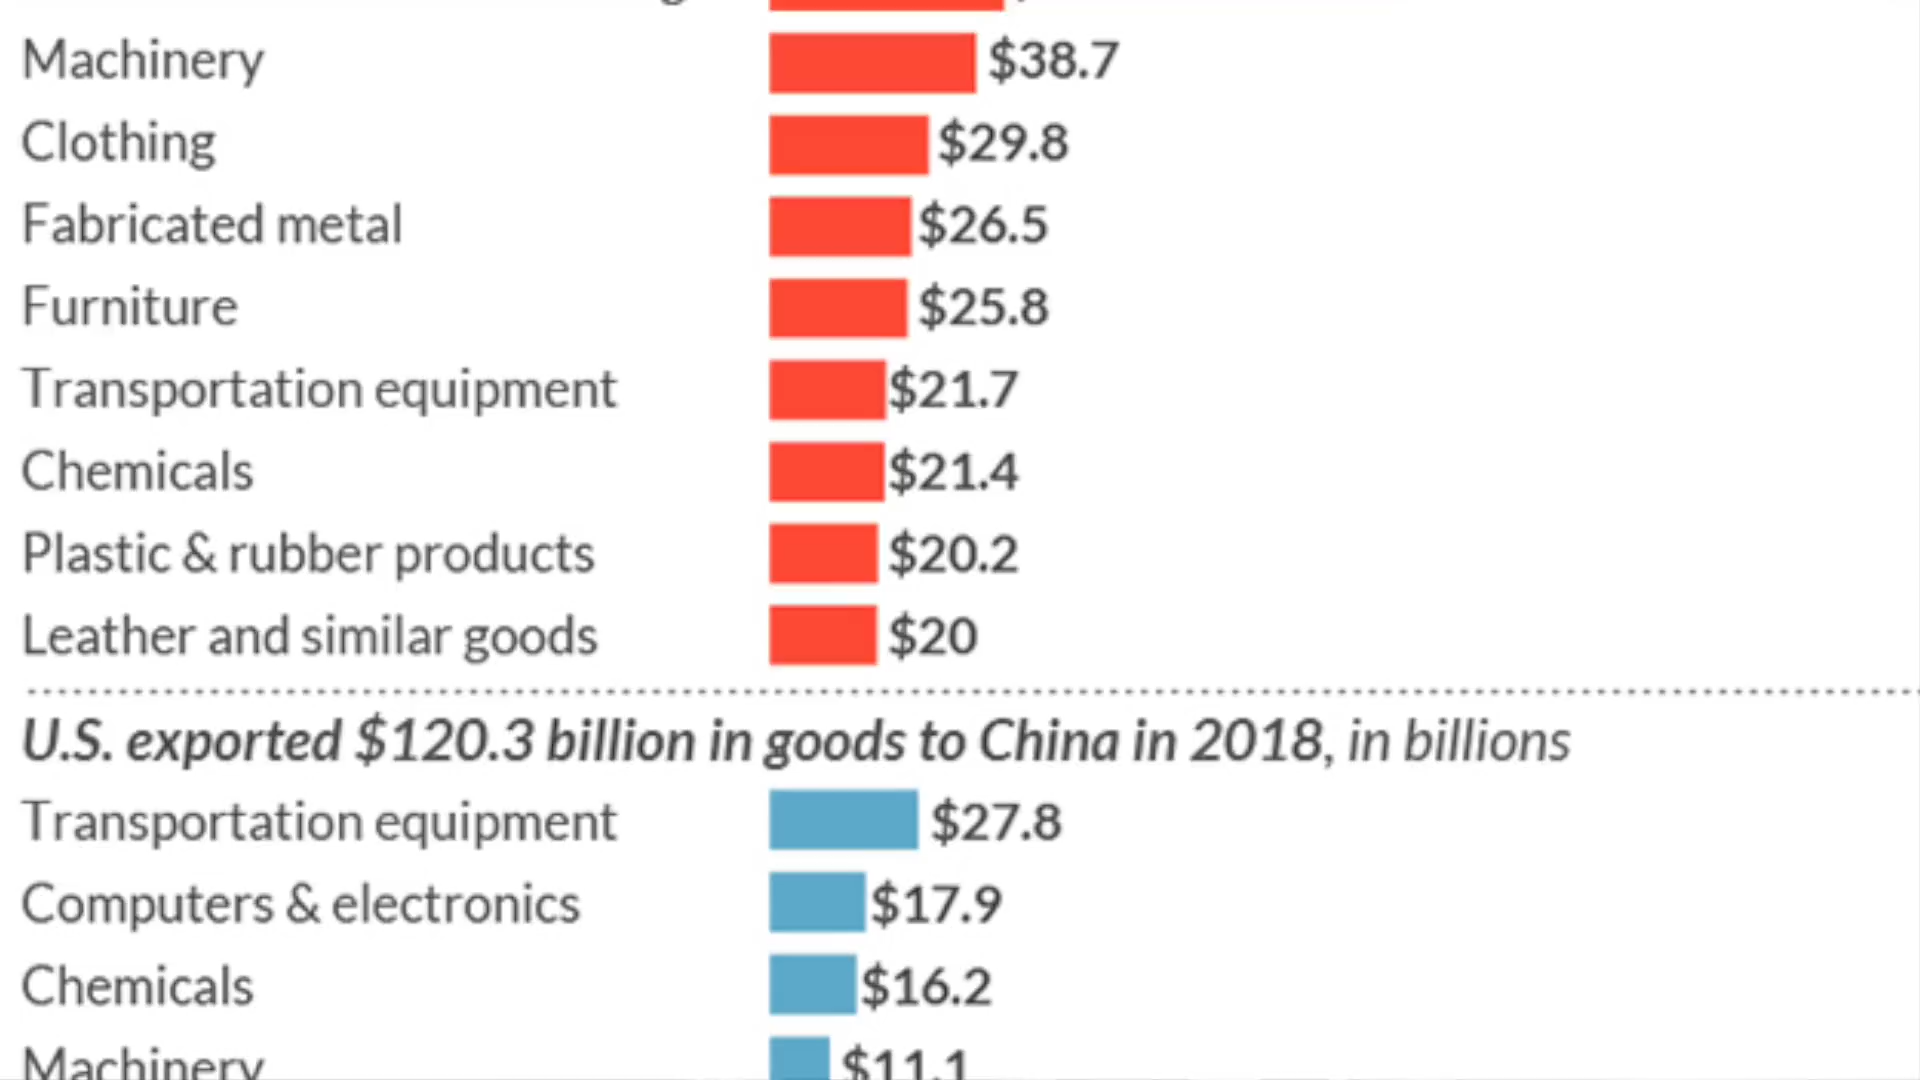 Machinery $38.7
Clothing $29.8
Fabricated metal $26.5
Furniture $25.8
Transportation equipment $21.7
Chemicals $21.4
Plastic & rubber products $20.2
Leather and similar goods $20
U.S. exported $120.3 billion in goods to China in 2018, in billions
Transportation equipment $27.8
Computers & electronics $17.9
Chemicals $16.2
Machinery $11.1